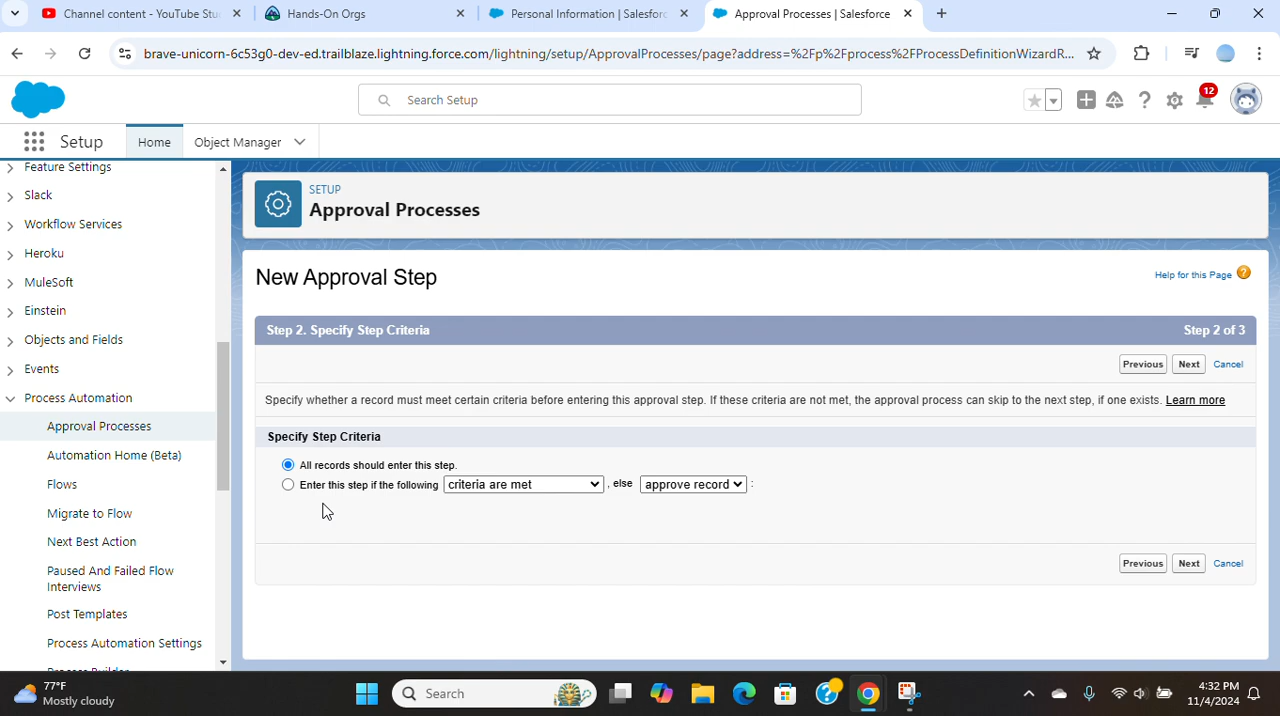 Channel content - YouTube Stu
Hands-On Orgs
Personal Information | Salesforc
Approval Processes | Salesforce
brave-unicorn-6c53g0-dev-ed.trailblaze.lightning.force.com/lightning/setup/ApprovalProcesses/page?address=%2Fp%2Fprocess%2FProcessDefinitionWizardR...
Search Setup
12
Setup
Home
Object Manager
Feature Settings
Slack
Workflow Services
Heroku
MuleSoft
Einstein
Objects and Fields
Events
Process Automation
Approval Processes
Automation Home (Beta)
Flows
Migrate to Flow
Next Best Action
Paused And Failed Flow
Interviews
Post Templates
Process Automation Settings
Process Builder
SETUP
Approval Processes
New Approval Step
Help for this Page
Step 2. Specify Step Criteria
Step 2 of 3
Previous Next Cancel
Specify whether a record must meet certain criteria before entering this approval step. If these criteria are not met, the approval process can skip to the next step, if one exists. Learn more
Specify Step Criteria
All records should enter this step.
Enter this step if the following criteria are met , else approve record :
Previous Next Cancel
77°F
Mostly cloudy
Search
4:32 PM
11/4/2024